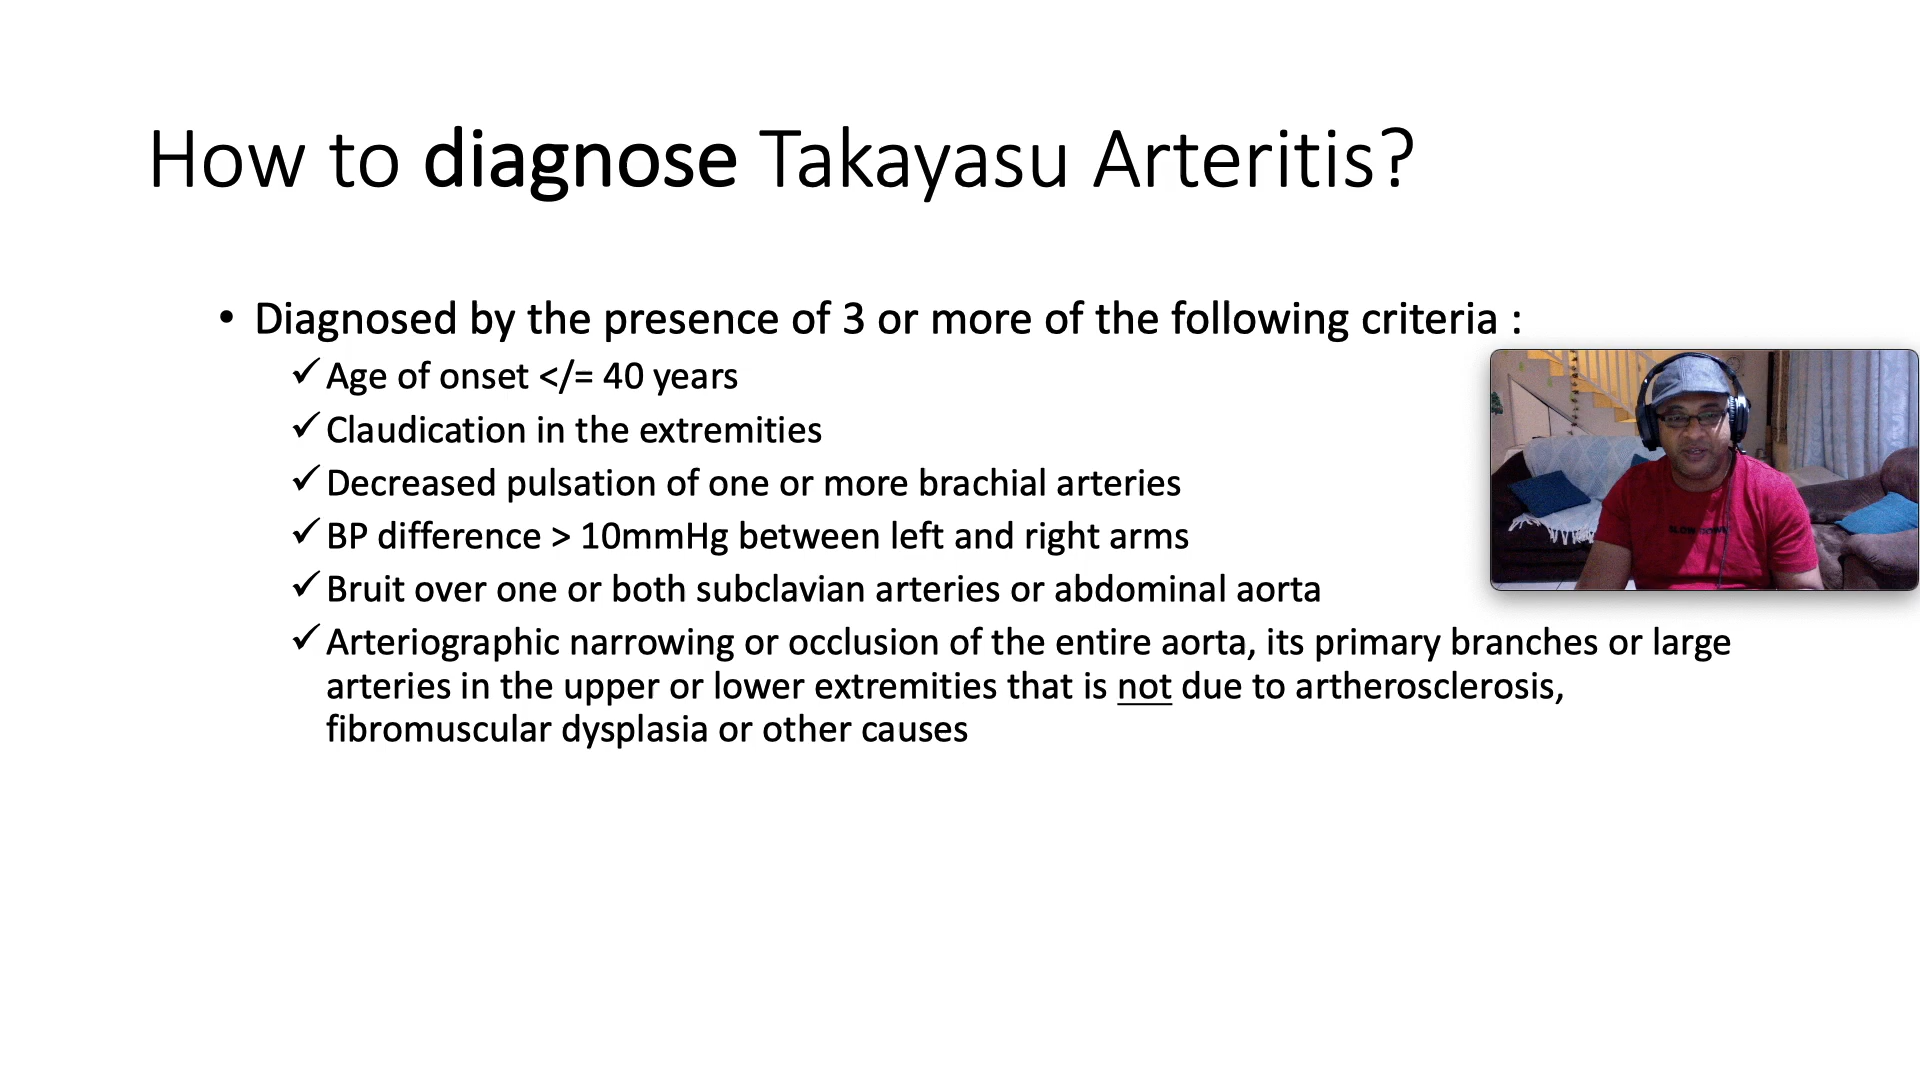 How to diagnose Takayasu Arteritis?
• Diagnosed by the presence of 3 or more of the following criteria :
✓ Age of onset </= 40 years
✓ Claudication in the extremities
✓ Decreased pulsation of one or more brachial arteries
✓ BP difference > 10mmHg between left and right arms
✓ Bruit over one or both subclavian arteries or abdominal aorta
✓ Arteriographic narrowing or occlusion of the entire aorta, its primary branches or large
arteries in the upper or lower extremities that is not due to artherosclerosis,
fibromuscular dysplasia or other causes